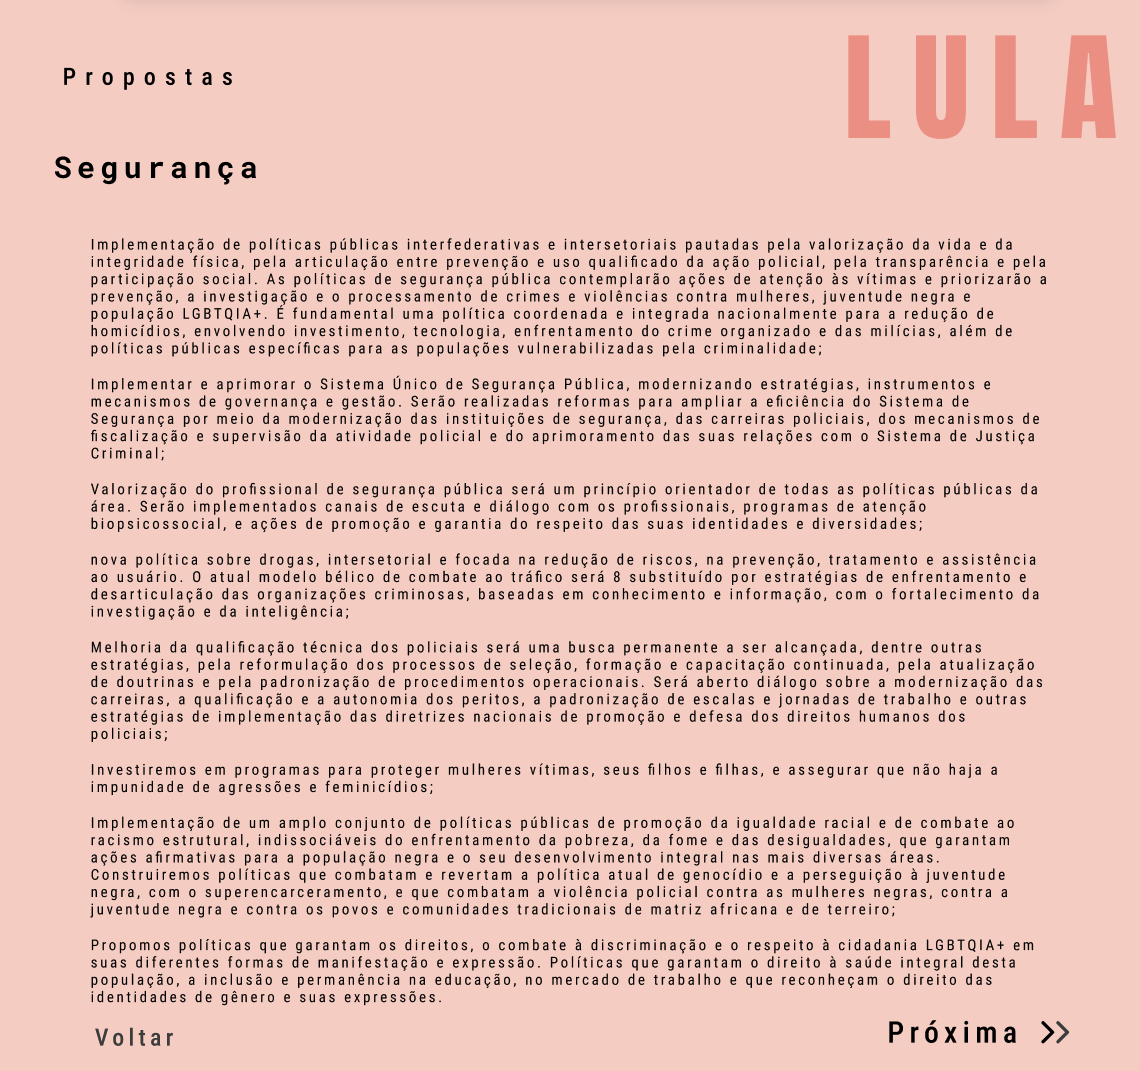 LULA
Propostas
Segurança
Implementação de políticas públicas interfederativas e intersetoriais pautadas pela valorização da vida e da
integridade física, pela articulação entre prevenção e uso qualificado da ação policial, pela transparência e pela
participação social. As políticas de segurança pública contemplarão ações de atenção às vítimas e priorizarão a
prevenção, a investigação e o processamento de crimes e violências contra mulheres, juventude negra e
população LGBTQIA+. É fundamental uma política coordenada e integrada nacionalmente para a redução de
homicídios, envolvendo investimento, tecnologia, enfrentamento do crime organizado e das milícias, além de
políticas públicas específicas para as populações vulnerabilizadas pela criminalidade;
Implementar e aprimorar o Sistema Único de Segurança Pública, modernizando estratégias, instrumentos e
mecanismos de governança e gestão. Serão realizadas reformas para ampliar a eficiência do Sistema de
Segurança por meio da modernização das instituições de segurança, das carreiras policiais, dos mecanismos de
fiscalização e supervisão da atividade policial e do aprimoramento das suas relações com o Sistema de Justiça
Criminal;
Valorização do profissional de segurança pública será um princípio orientador de todas as políticas públicas da
área. Serão implementados canais de escuta e diálogo com os profissionais, programas de atenção
biopsicossocial, e ações de promoção e garantia do respeito das suas identidades e diversidades;
nova política sobre drogas, intersetorial e focada na redução de riscos, na prevenção, tratamento e assistência
ao usuário. O atual modelo bélico de combate ao tráfico será 8 substituído por estratégias de enfrentamento e
desarticulação das organizações criminosas, baseadas em conhecimento e informação, com o fortalecimento da
investigação e da inteligência;
Melhoria da qualificação técnica dos policiais será uma busca permanente a ser alcançada, dentre outras
estratégias, pela reformulação dos processos de seleção, formação e capacitação continuada, pela atualização
de doutrinas e pela padronização de procedimentos operacionais. Será aberto diálogo sobre a modernização das
carreiras, a qualificação e a autonomia dos peritos, a padronização de escalas e jornadas de trabalho e outras
estratégias de implementação das diretrizes nacionais de promoção e defesa dos direitos humanos dos
policiais;
Investiremos em programas para proteger mulheres vítimas, seus filhos e filhas, e assegurar que não haja a
impunidade de agressões e feminicídios;
Implementação de um amplo conjunto de políticas públicas de promoção da igualdade racial e de combate ao
racismo estrutural, indissociáveis do enfrentamento da pobreza, da fome e das desigualdades, que garantam
ações afirmativas para a população negra e o seu desenvolvimento integral nas mais diversas áreas.
Construiremos políticas que combatam e revertam a política atual de genocídio e a perseguição à juventude
negra, com o superencarceramento, e que combatam a violência policial contra as mulheres negras, contra a
juventude negra e contra os povos e comunidades tradicionais de matriz africana e de terreiro;
Propomos políticas que garantam os direitos, o combate à discriminação e o respeito à cidadania LGBTQIA+ em
suas diferentes formas de manifestação e expressão. Políticas que garantam o direito à saúde integral desta
população, a inclusão e permanência na educação, no mercado de trabalho e que reconheçam o direito das
identidades de gênero e suas expressões.
Voltar
Próxima